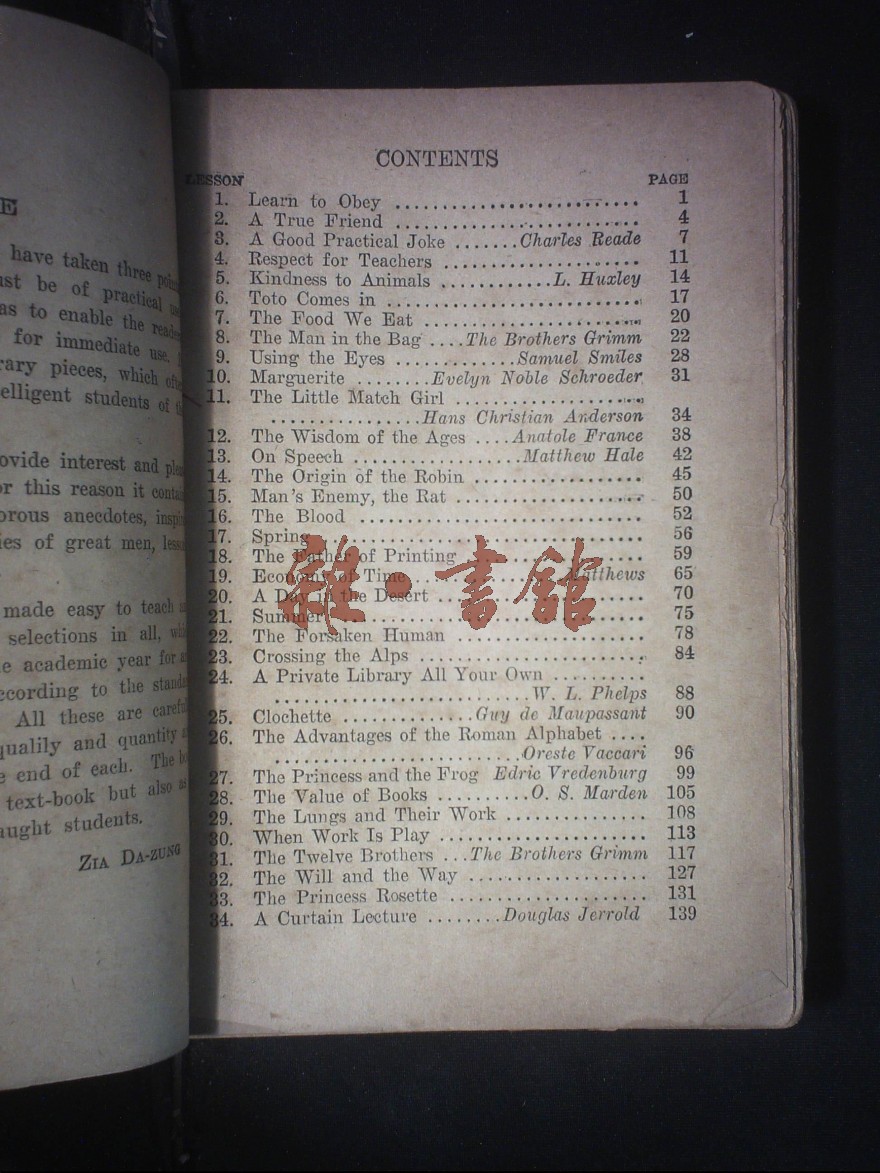 E
have taken three
be of practical
as to enable the
for immediate use,
pieces, which
students of
interest and
for this reason it
anecdotes,
of great men,
made easy to teach
selections in all,
academic year for
to the
All these are
qualily and quantity
end of each. The
text-book but also as
students.
ZIA DA-ZUNG
CONTENTS
LESSON PAGE
1. Learn to Obey .......................... 1
2. A True Friend .......................... 4
3. A Good Practical Joke .......Charles Reade 7
4. Respect for Teachers ..................... 11
5. Kindness to Animals ............L. Huxley 14
6. Toto Comes in ........................... 17
7. The Food We Eat ....................... 20
8. The Man in the Bag ....The Brothers Grimm 22
9. Using the Eyes .............Samuel Smiles 28
10. Marguerite ........Evelyn Noble Schroeder 31
11. The Little Match Girl ....................
................Hans Christian Anderson 34
12. The Wisdom of the Ages ....Anatole France 38
13. On Speech ..................Matthew Hale 42
14. The Origin of the Robin .................. 45
15. Man's Enemy, the Rat .................... 50
16. The Blood .............................. 52
17. Spring ................................. 56
18. The Father of Printing .................... 59
19. Economy of Time ................Matthews 65
20. A Day in the Desert ...................... 70
21. Summer ................................ 75
22. The Forsaken Human .................... 78
23. Crossing the Alps ........................ 84
24. A Private Library All Your Own ..........
...........................W. L. Phelps 88
25. Clochette ..............Guy de Maupassant 90
26. The Advantages of the Roman Alphabet ....
..........................Oreste Vaccari 96
27. The Princess and the Frog Edric Vredenburg 99
28. The Value of Books ..........O. S. Marden 105
29. The Lungs and Their Work ............... 108
30. When Work Is Play ...................... 113
31. The Twelve Brothers ...The Brothers Grimm 117
32. The Will and the Way ................... 127
33. The Princess Rosette ..................... 131
34. A Curtain Lecture ........Douglas Jerrold 139
雜·書館